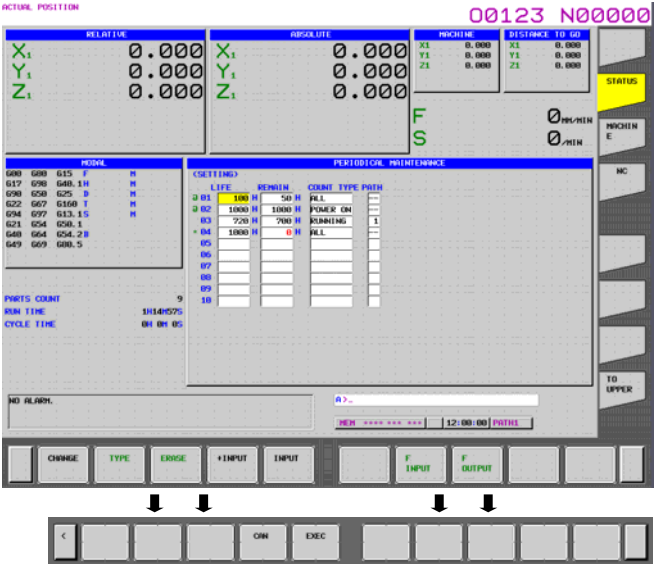 ACTUAL POSITION
O0123 N00000
RELATIVE
X1 0.000
Y1 0.000
Z1 0.000
ABSOLUTE
X1 0.000
Y1 0.000
Z1 0.000
MACHINE
X1 0.000
Y1 0.000
Z1 0.000
DISTANCE TO GO
X1 0.000
Y1 0.000
Z1 0.000
F 0MM/MIN
S 0/MIN
STATUS
MACHIN
E
NC
TO
UPPER
MODAL
G00 G80 G15 F M
G17 G98 G40.1H M
G90 G50 G25 D M
G22 G67 G160 T M
G94 G97 G13.1S M
G21 G54 G50.1
G40 G64 G54.2B
G49 G69 G80.5
PARTS COUNT 9
RUN TIME 1H14M57S
CYCLE TIME 0H 0M 0S
PERIODICAL MAINTENANCE
(SETTING)
LIFE REMAIN COUNT TYPE PATH
@ 01 100 H 50 H ALL --
@ 02 1000 H 1000 H POWER ON --
03 720 H 700 H RUNNING 1
* 04 1000 H 0 H ALL --
05
06
07
08
09
10
NO ALARM.
A>_
MEM **** *** *** 12:00:00 PATH1
CHANGE TYPE ERASE +INPUT INPUT F INPUT F OUTPUT
< CAN EXEC